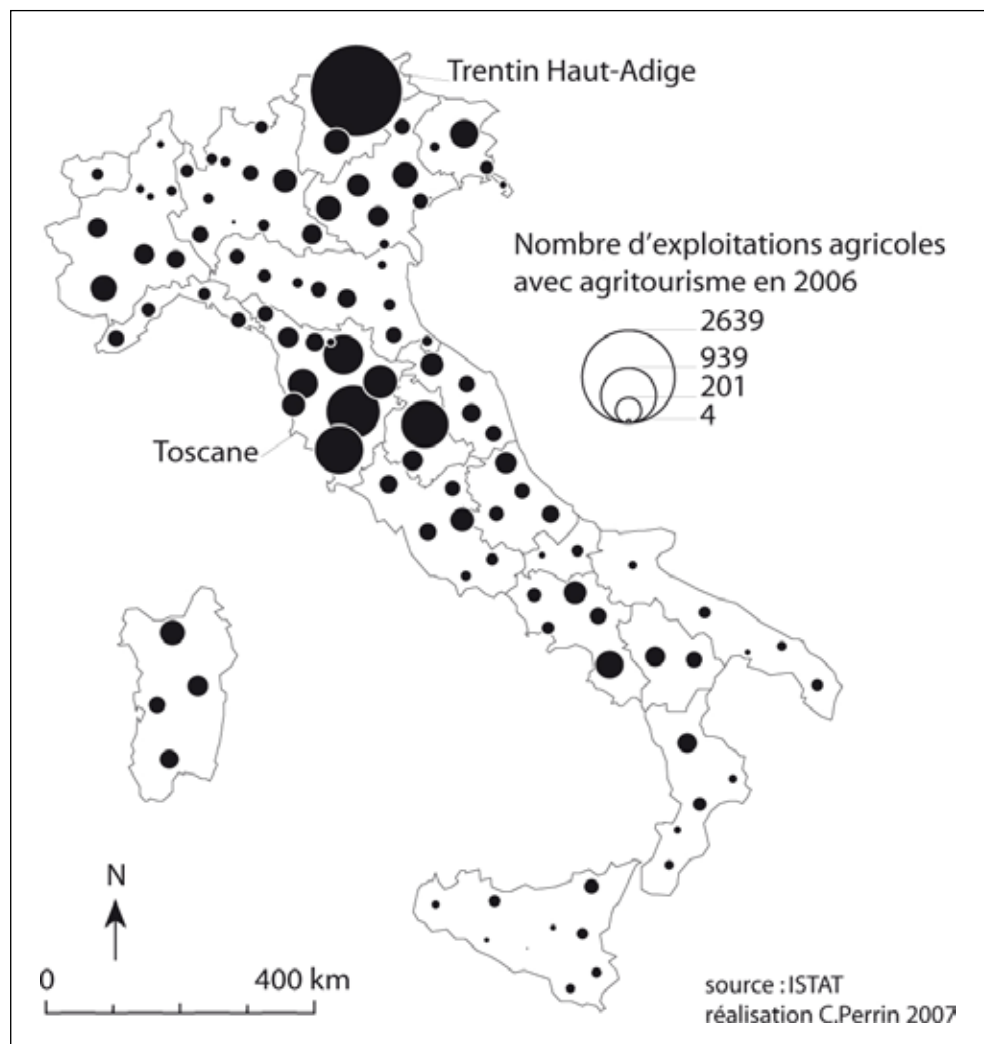 Trentin Haut-Adige
Nombre d'exploitations agricoles
avec agritourisme en 2006
2639
939
201
4
Toscane
N
0 400 km
source : ISTAT
réalisation C.Perrin 2007